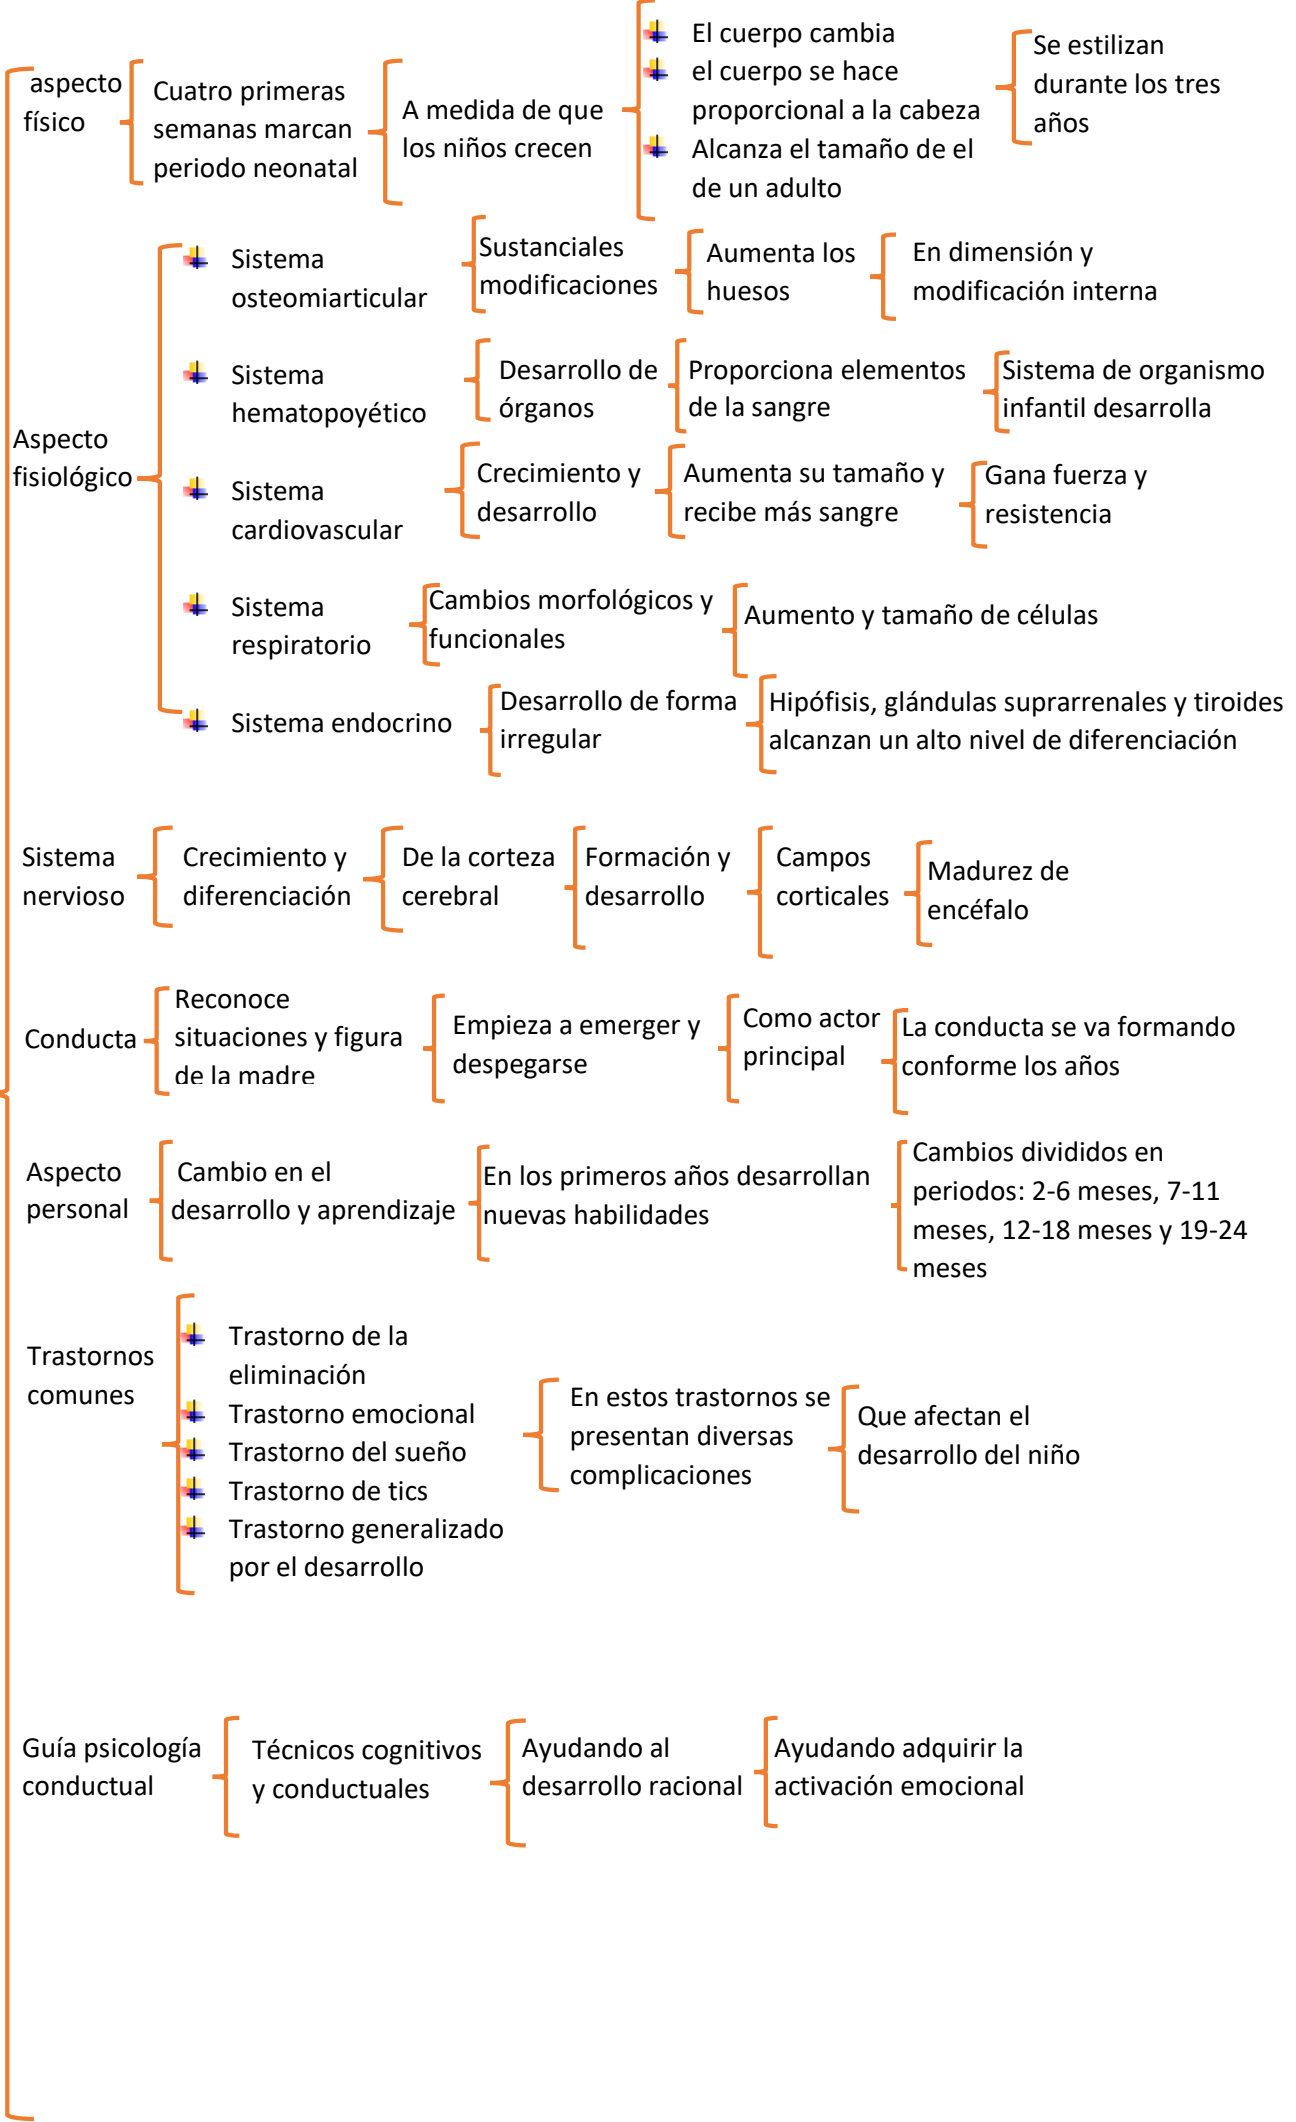 aspecto
físico
Cuatro primeras
semanas marcan
periodo neonatal
A medida de que
los niños crecen
El cuerpo cambia
el cuerpo se hace
proporcional a la cabeza
Alcanza el tamaño de el
de un adulto
Se estilizan
durante los tres
años
Aspecto
fisiológico
Sistema
osteomiarticular
Sustanciales
modificaciones
Aumenta los
huesos
En dimensión y
modificación interna
Sistema
hematopoyético
Desarrollo de
órganos
Proporciona elementos
de la sangre
Sistema de organismo
infantil desarrolla
Sistema
cardiovascular
Crecimiento y
desarrollo
Aumenta su tamaño y
recibe más sangre
Gana fuerza y
resistencia
Sistema
respiratorio
Cambios morfológicos y
funcionales
Aumento y tamaño de células
Sistema endocrino
Desarrollo de forma
irregular
Hipófisis, glándulas suprarrenales y tiroides
alcanzan un alto nivel de diferenciación
Sistema
nervioso
Crecimiento y
diferenciación
De la corteza
cerebral
Formación y
desarrollo
Campos
corticales
Madurez de
encéfalo
Conducta
Reconoce
situaciones y figura
de la madre
Empieza a emerger y
despegarse
Como actor
principal
La conducta se va formando
conforme los años
Aspecto
personal
Cambio en el
desarrollo y aprendizaje
En los primeros años desarrollan
nuevas habilidades
Cambios divididos en
periodos: 2-6 meses, 7-11
meses, 12-18 meses y 19-24
meses
Trastornos
comunes
Trastorno de la
eliminación
Trastorno emocional
Trastorno del sueño
Trastorno de tics
Trastorno generalizado
por el desarrollo
En estos trastornos se
presentan diversas
complicaciones
Que afectan el
desarrollo del niño
Guía psicología
conductual
Técnicos cognitivos
y conductuales
Ayudando al
desarrollo racional
Ayudando adquirir la
activación emocional